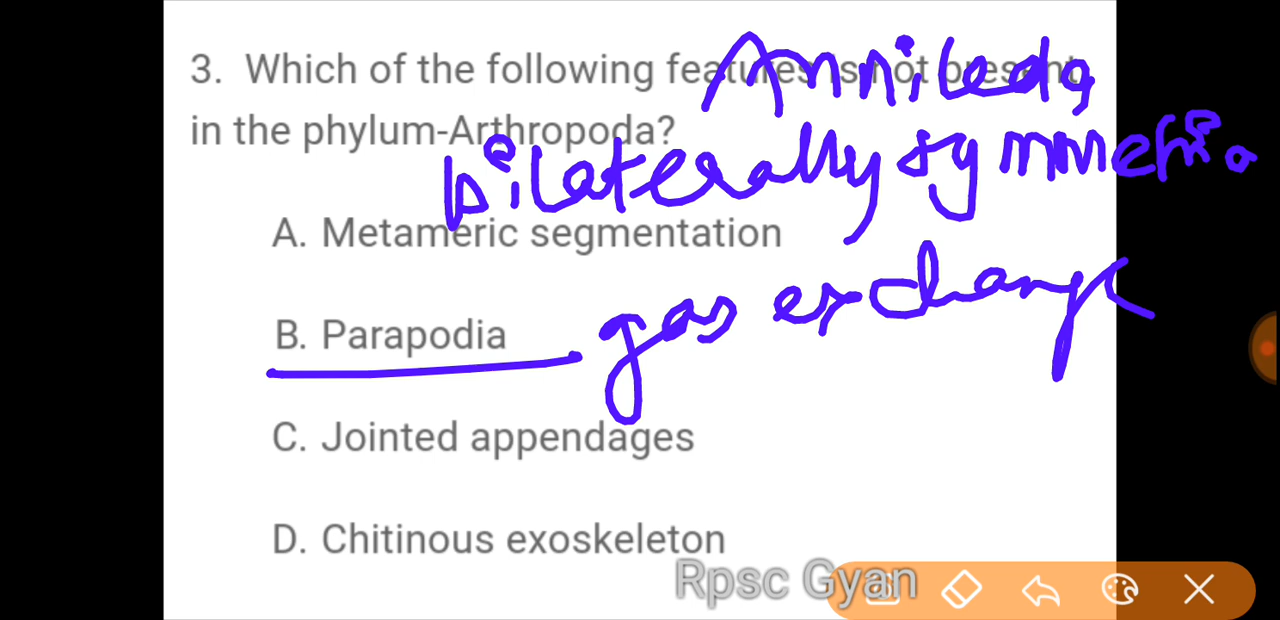 3. Which of the following features is not present
Annileda
in the phylum-Arthropoda?
bilaterally symmetric
A. Metameric segmentation
gas exchange
B. Parapodia
C. Jointed appendages
D. Chitinous exoskeleton
Rpsc Gyan